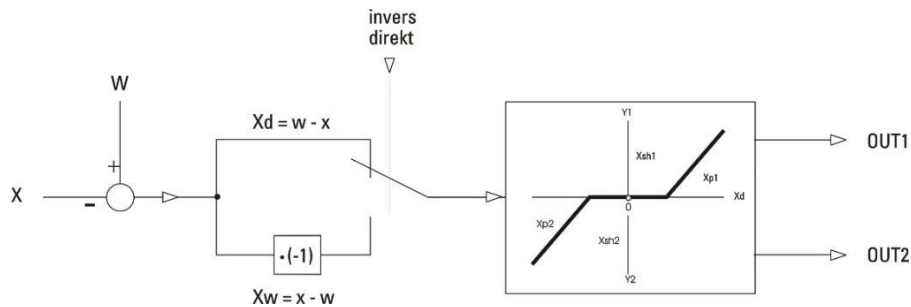 invers
direkt
W
Xd = w - x
+
X
-
•(-1)
Xw = x - w
Y1
Xsh1
Xp1
Xd
0
Xp2
Xsh2
Y2
OUT1
OUT2